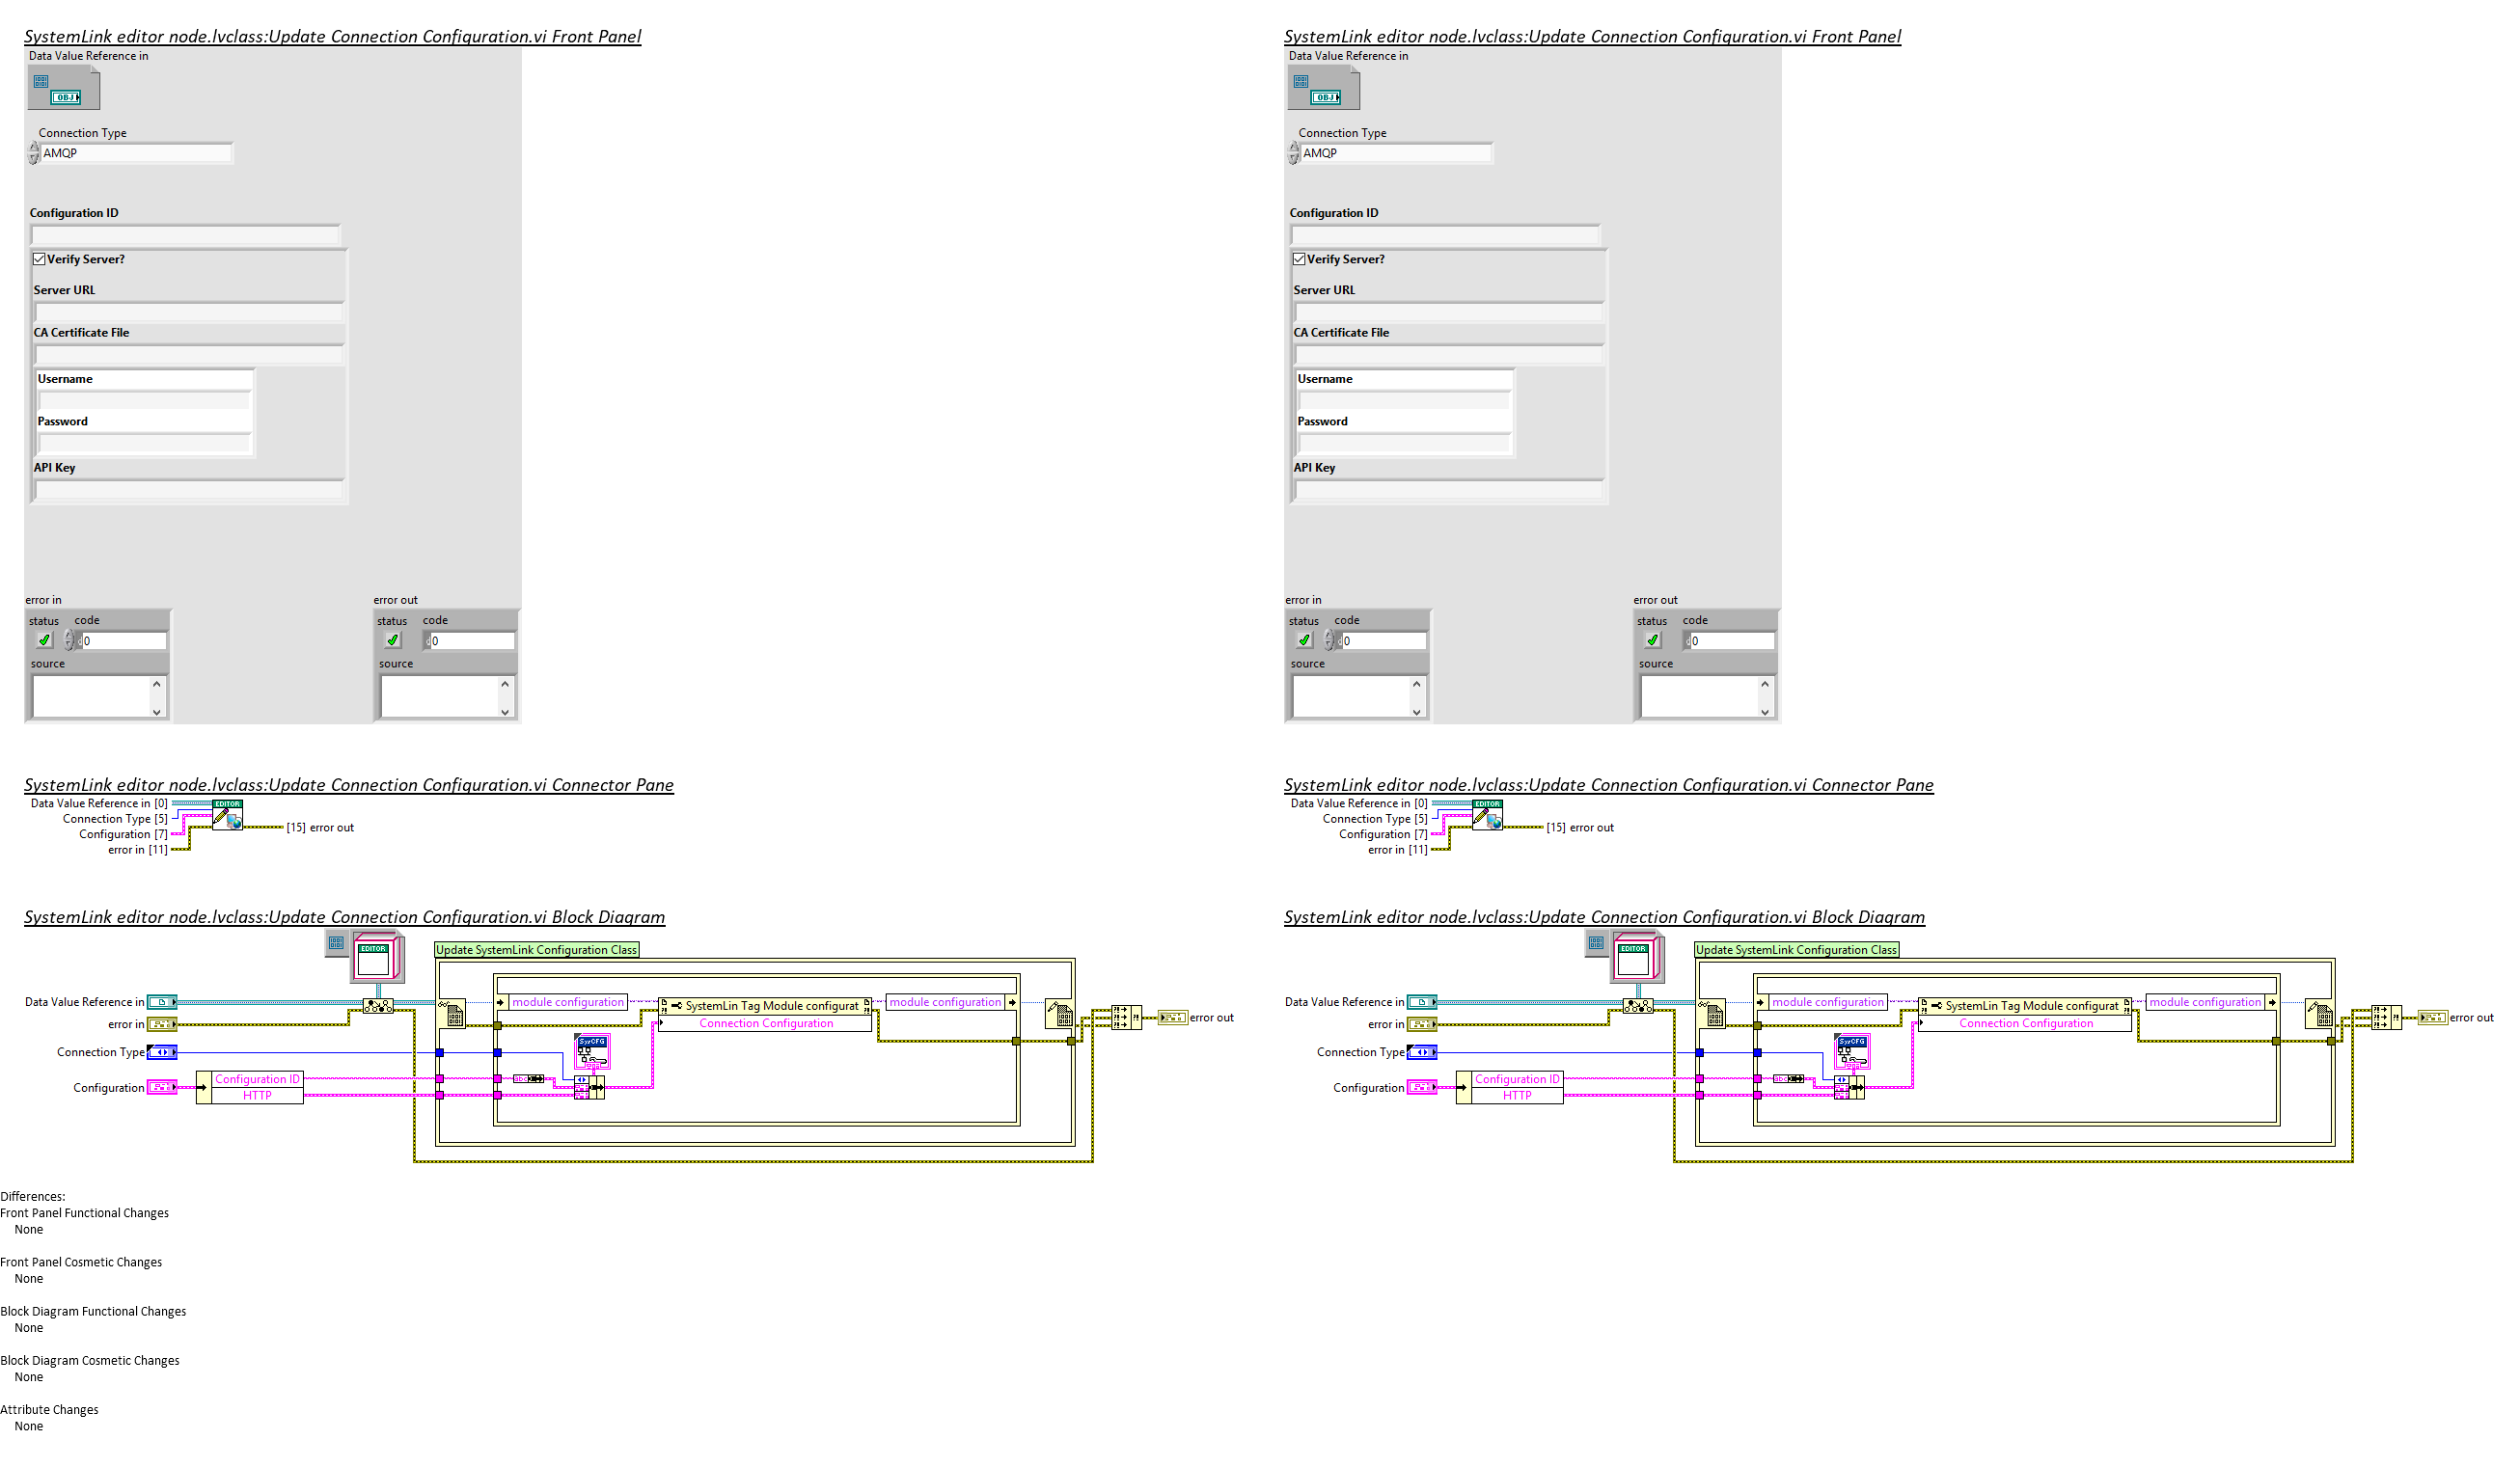 SystemLink editor node.lvclass:Update Connection Configuration.vi Front Panel
Data Value Reference in
OBJ
Connection Type
AMQP
Configuration ID
Verify Server?
Server URL
CA Certificate File
Username
Password
API Key
error in
error out
status code
0
source
status code
0
source
SystemLink editor node.lvclass:Update Connection Configuration.vi Connector Pane
Data Value Reference in [0]
EDITOR
Connection Type [5]
Configuration [7]
[15] error out
error in [11]
SystemLink editor node.lvclass:Update Connection Configuration.vi Block Diagram
EDITOR
Update SystemLink Configuration Class
Data Value Reference in
module configuration
SystemLin Tag Module configurat
module configuration
error in
Connection Configuration
error out
SysCFG
Connection Type
Configuration
Configuration ID
abc
HTTP
SystemLink editor node.lvclass:Update Connection Configuration.vi Front Panel
Data Value Reference in
OBJ
Connection Type
AMQP
Configuration ID
Verify Server?
Server URL
CA Certificate File
Username
Password
API Key
error in
error out
status code
0
source
status code
0
source
SystemLink editor node.lvclass:Update Connection Configuration.vi Connector Pane
Data Value Reference in [0]
EDITOR
Connection Type [5]
Configuration [7]
[15] error out
error in [11]
SystemLink editor node.lvclass:Update Connection Configuration.vi Block Diagram
EDITOR
Update SystemLink Configuration Class
Data Value Reference in
module configuration
SystemLin Tag Module configurat
module configuration
error in
Connection Configuration
error out
SysCFG
Connection Type
Configuration
Configuration ID
abc
HTTP
Differences:
Front Panel Functional Changes
None
Front Panel Cosmetic Changes
None
Block Diagram Functional Changes
None
Block Diagram Cosmetic Changes
None
Attribute Changes
None